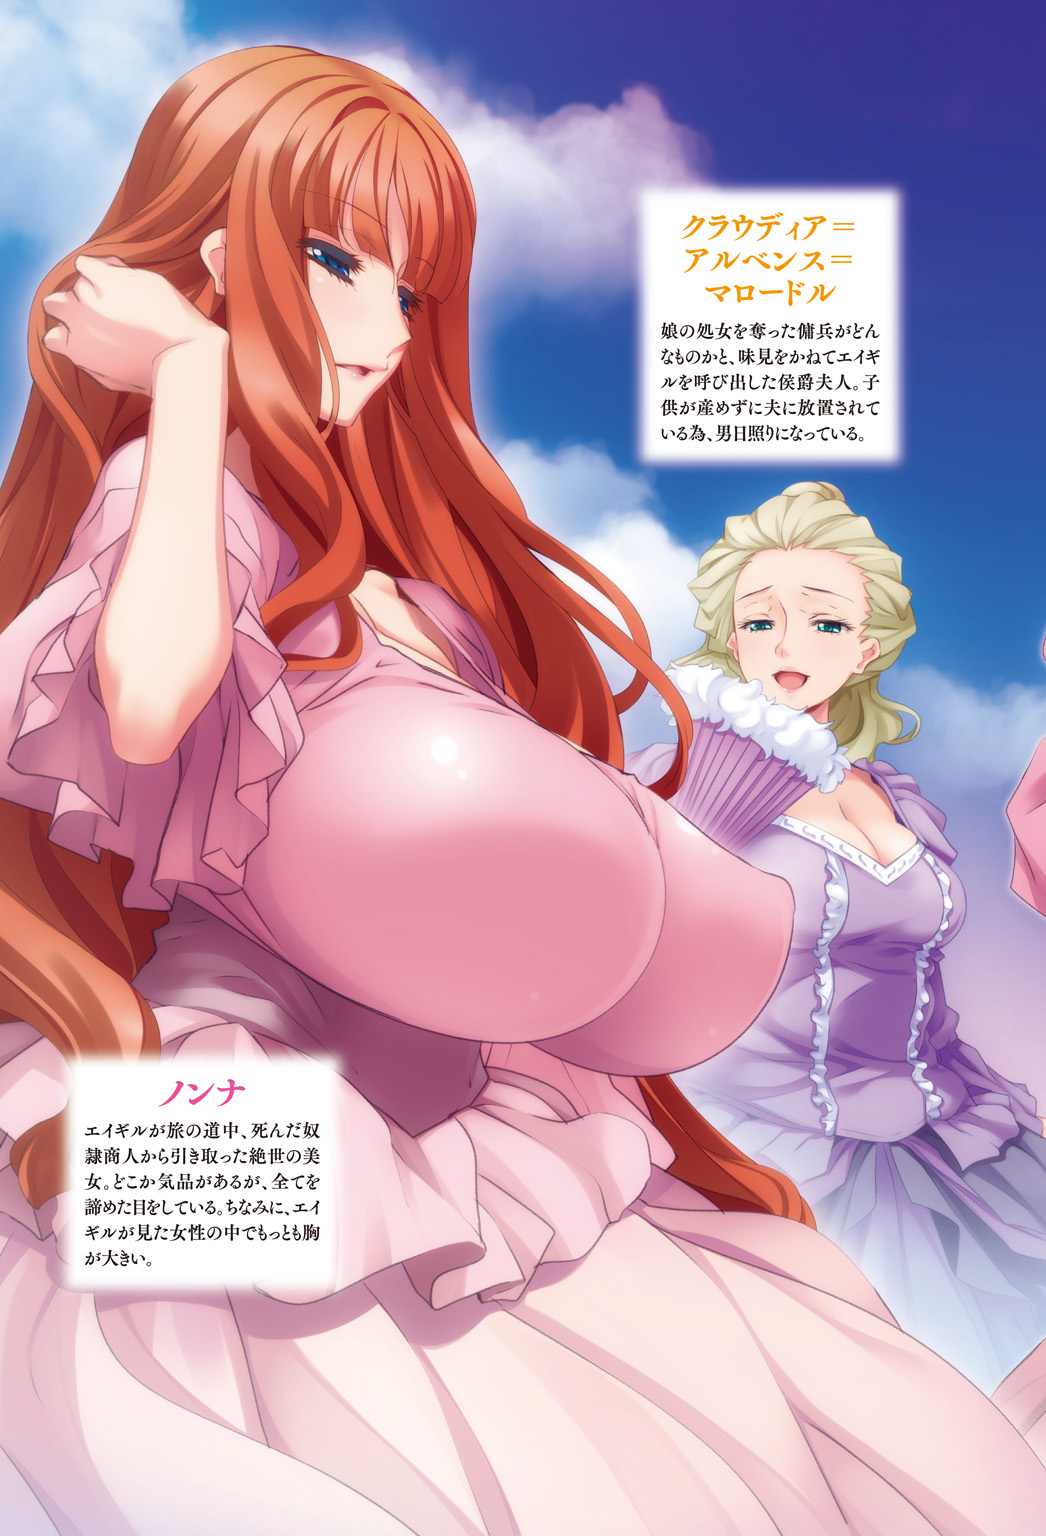 クラウディア＝
アルベンス＝
マロードル
娘の処女を奪った傭兵がどん
なものかと、味見をかねてエイギ
ルを呼び出した侯爵夫人。子
供が産めずに夫に放置されて
いる為、男日照りになっている。
ノンナ
エイギルが旅の道中、死んだ奴
隷商人から引き取った絶世の美
女。どこか気品があるが、全てを
諦めた目をしている。ちなみに、エイ
ギルが見た女性の中でもっとも胸
が大きい。